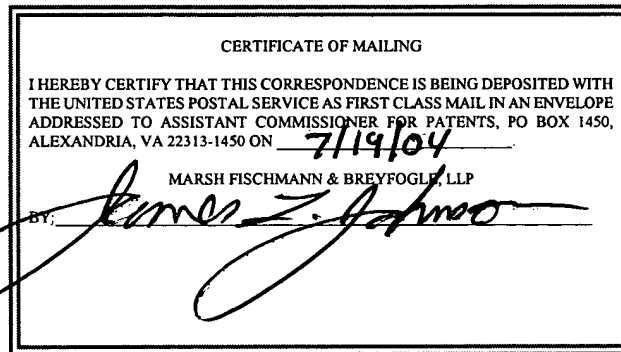 CERTIFICATE OF MAILING
I HEREBY CERTIFY THAT THIS CORRESPONDENCE IS BEING DEPOSITED WITH
THE UNITED STATES POSTAL SERVICE AS FIRST CLASS MAIL IN AN ENVELOPE
ADDRESSED TO ASSISTANT COMMISSIONER FOR PATENTS, PO BOX 1450,
ALEXANDRIA, VA 22313-1450 ON 7/19/04
MARSH FISCHMANN & BREYFOGLE, LLP
BY; James L. Johnson